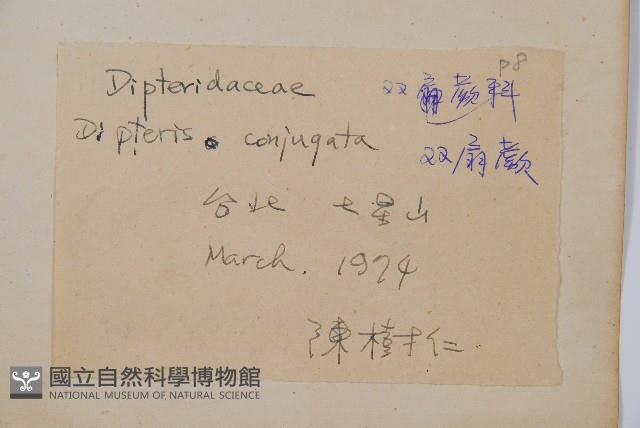 p8
Dipteridaceae 双扇蕨科
Dipteris conjugata 双扇蕨
台北 七星山
March. 1974
陳樹仁
國立自然科學博物館
NATIONAL MUSEUM OF NATURAL SCIENCE